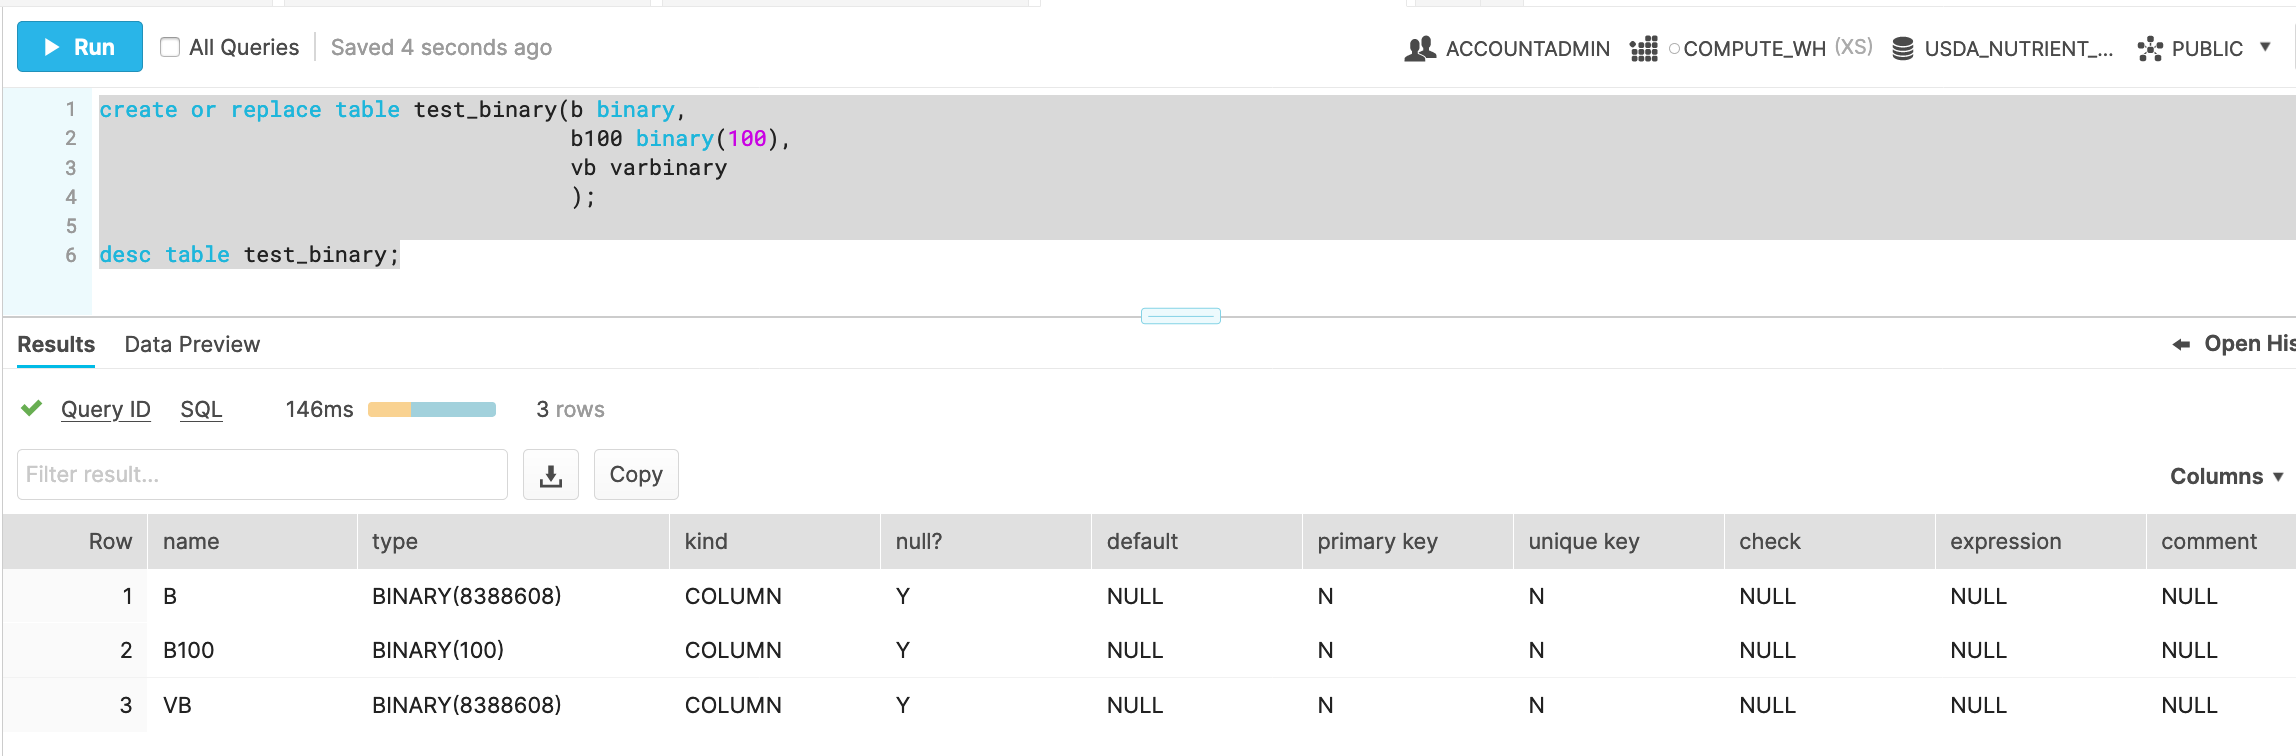 Run All Queries Saved 4 seconds ago ACCOUNTADMIN COMPUTE_WH (XS) USDA_NUTRIENT_... PUBLIC
1 create or replace table test_binary(b binary,
2 b100 binary(100),
3 vb varbinary
4 );
5
6 desc table test_binary;
Results Data Preview Open His
Query ID SQL 146ms 3 rows
Filter result... Copy Columns
Row name type kind null? default primary key unique key check expression comment
1 B BINARY(8388608) COLUMN Y NULL N N NULL NULL NULL
2 B100 BINARY(100) COLUMN Y NULL N N NULL NULL NULL
3 VB BINARY(8388608) COLUMN Y NULL N N NULL NULL NULL